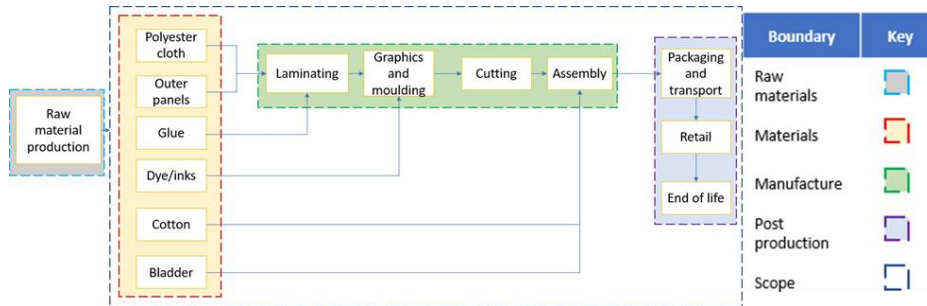 Raw
material
production
Polyester
cloth
Outer
panels
Glue
Dye/inks
Cotton
Bladder
Laminating
Graphics
and
moulding
Cutting
Assembly
Packaging
and
transport
Retail
End of life
Boundary Key
Raw
materials
Materials
Manufacture
Post
production
Scope